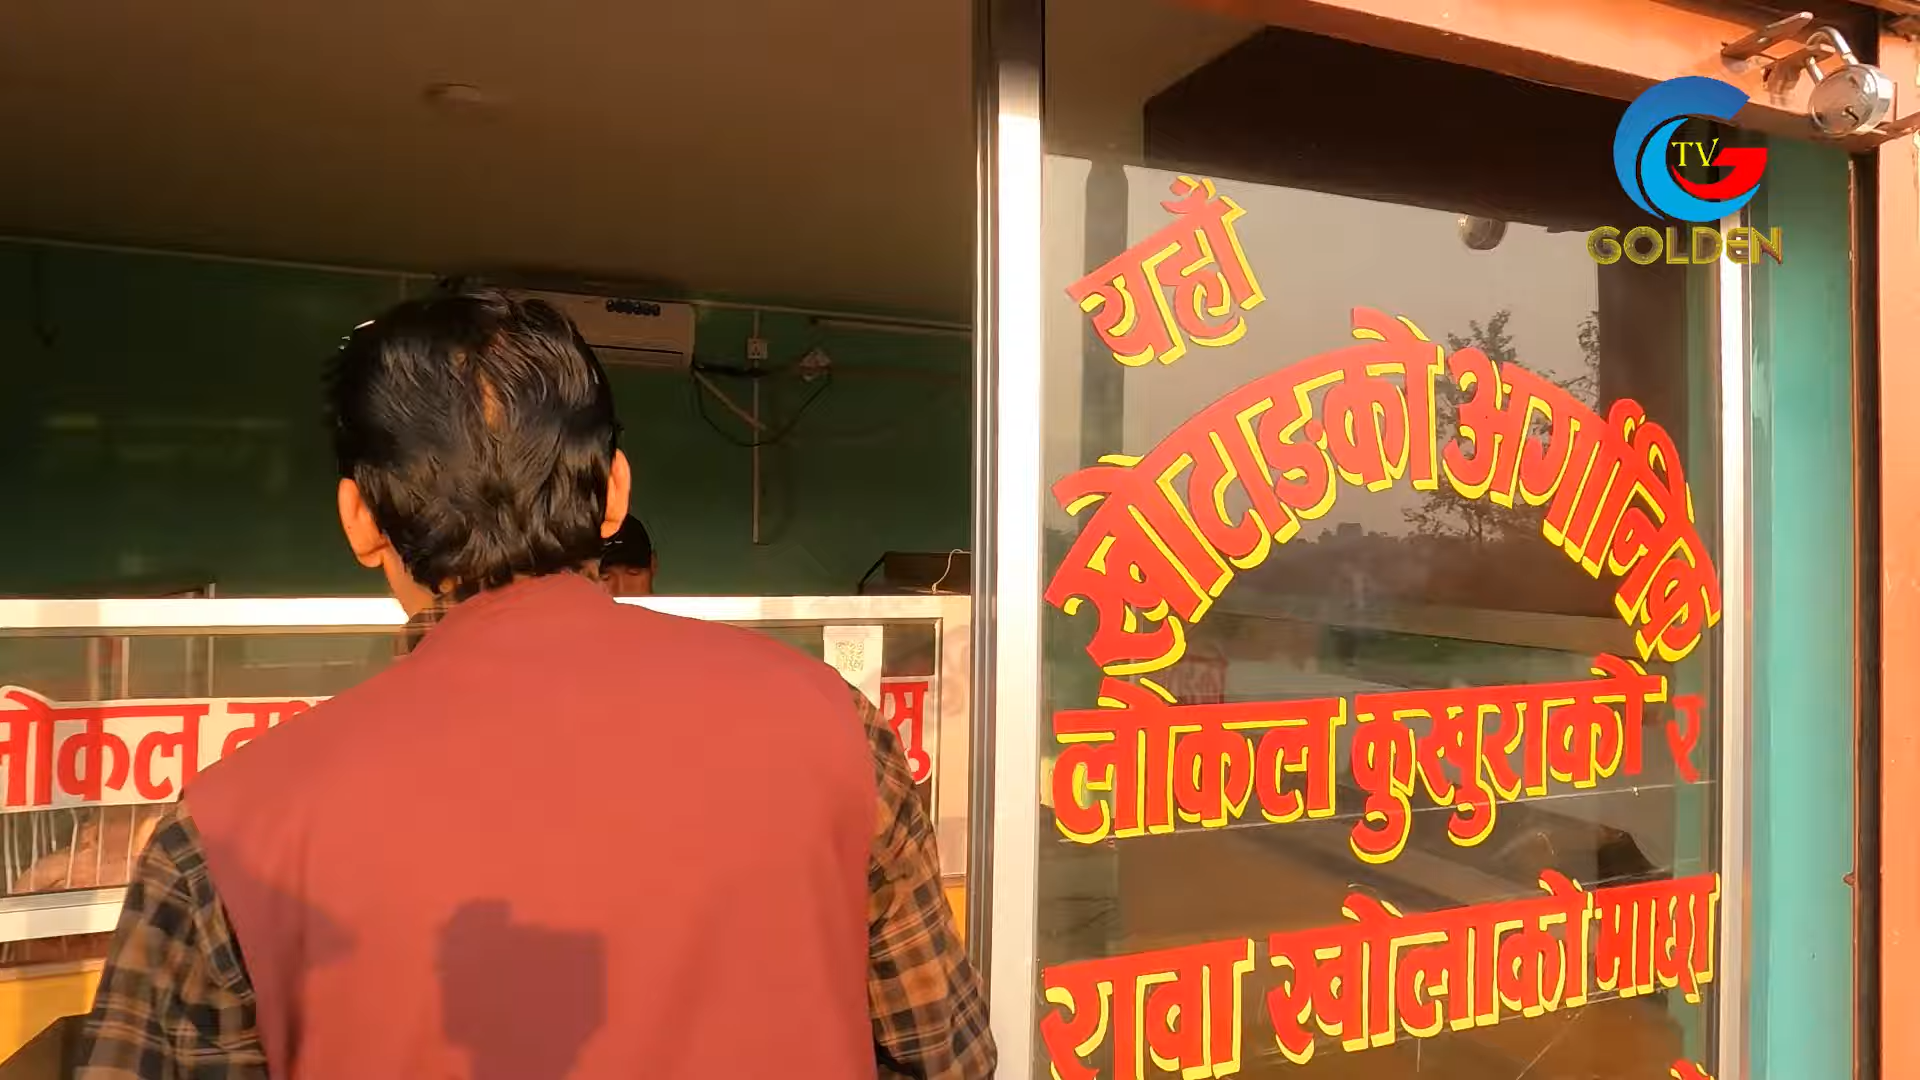 TV
GOLDEN
यहाँ
खोटाङको अर्गानिक
लोकल कुखुराको र
रावा खोलाको माछा
लोकल